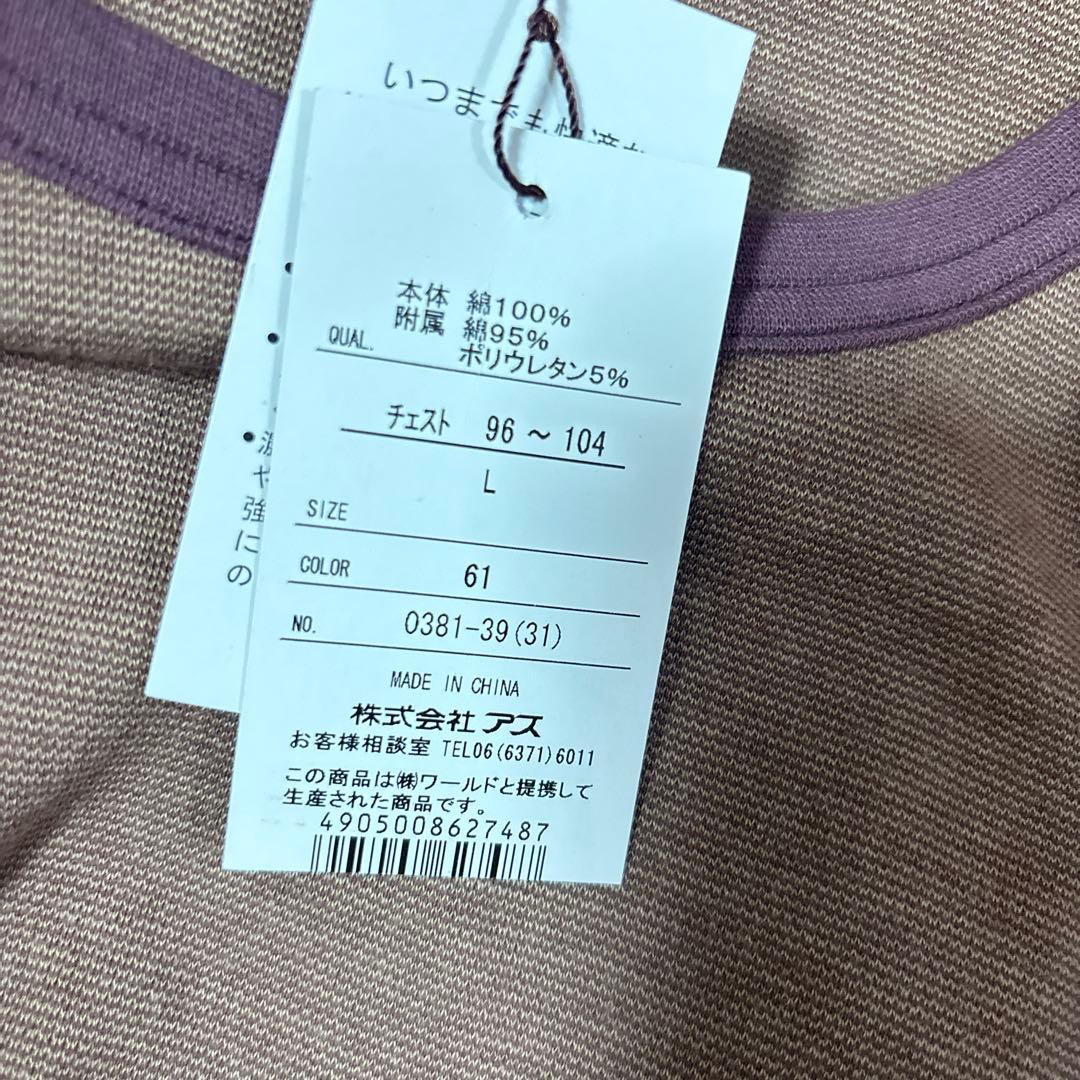 いつまでも快適な
本体 綿100%
附属 綿95%
QUAL. ポリウレタン5%
チェスト 96 ~ 104
L
SIZE
COLOR 61
NO. 0381-39(31)
MADE IN CHINA
株式会社 アズ
お客様相談室 TEL06(6371)6011
この商品は㈱ワールドと提携して
生産された商品です。
4905008627487
や
強
に
の